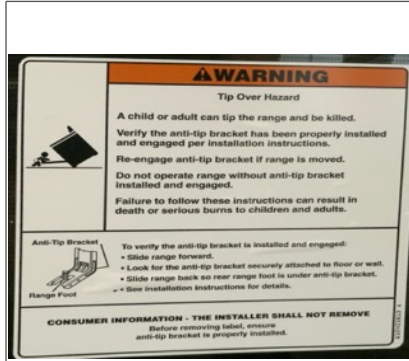 WARNING
Tip Over Hazard
A child or adult can tip the range and be killed.
Verify the anti-tip bracket has been properly installed
and engaged per installation instructions.
Re-engage anti-tip bracket if range is moved.
Do not operate range without anti-tip bracket
installed and engaged.
Failure to follow these instructions can result in
death or serious burns to children and adults.
Anti-Tip Bracket
Range Foot
To verify the anti-tip bracket is installed and engaged:
• Slide range forward.
• Look for the anti-tip bracket securely attached to floor or wall.
• Slide range back so rear range foot is under anti-tip bracket.
• See installation instructions for details.
CONSUMER INFORMATION - THE INSTALLER SHALL NOT REMOVE
Before removing label, ensure
anti-tip bracket is properly installed.